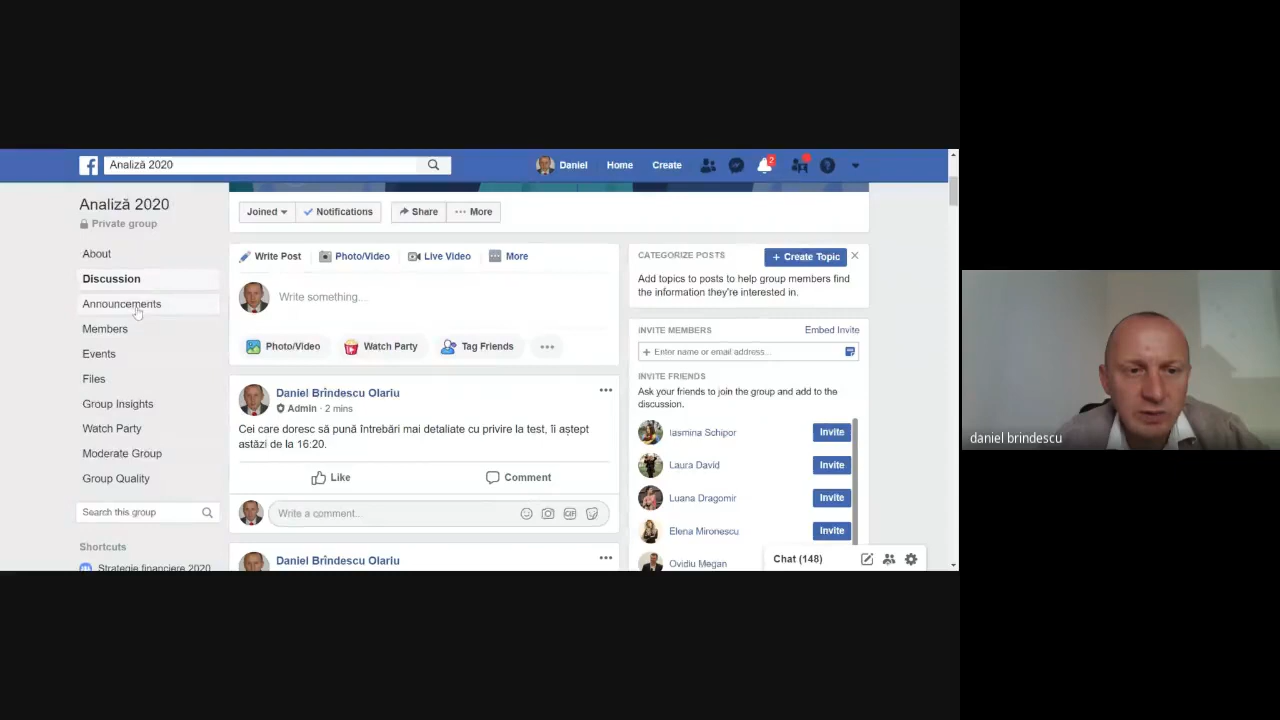 Analiză 2020
Daniel
Home
Create
2
Analiză 2020
Private group
About
Discussion
Announcements
Members
Events
Files
Group Insights
Watch Party
Moderate Group
Group Quality
Search this group
Shortcuts
Strategie financiere 2020
Joined
Notifications
Share
More
Write Post
Photo/Video
Live Video
More
Write something...
Photo/Video
Watch Party
Tag Friends
Daniel Brîndescu Olariu
Admin · 2 mins
Cei care doresc să pună întrebări mai detaliate cu privire la test, îi aștept
astăzi de la 16:20.
Like
Comment
Write a comment...
GIF
Daniel Brîndescu Olariu
CATEGORIZE POSTS
+ Create Topic
Add topics to posts to help group members find
the information they're interested in.
INVITE MEMBERS
Embed Invite
+ Enter name or email address...
INVITE FRIENDS
Ask your friends to join the group and add to the
discussion.
Iasmina Schipor
Invite
Laura David
Invite
Luana Dragomir
Invite
Elena Mironescu
Invite
Ovidiu Megan
Chat (148)
daniel brindescu